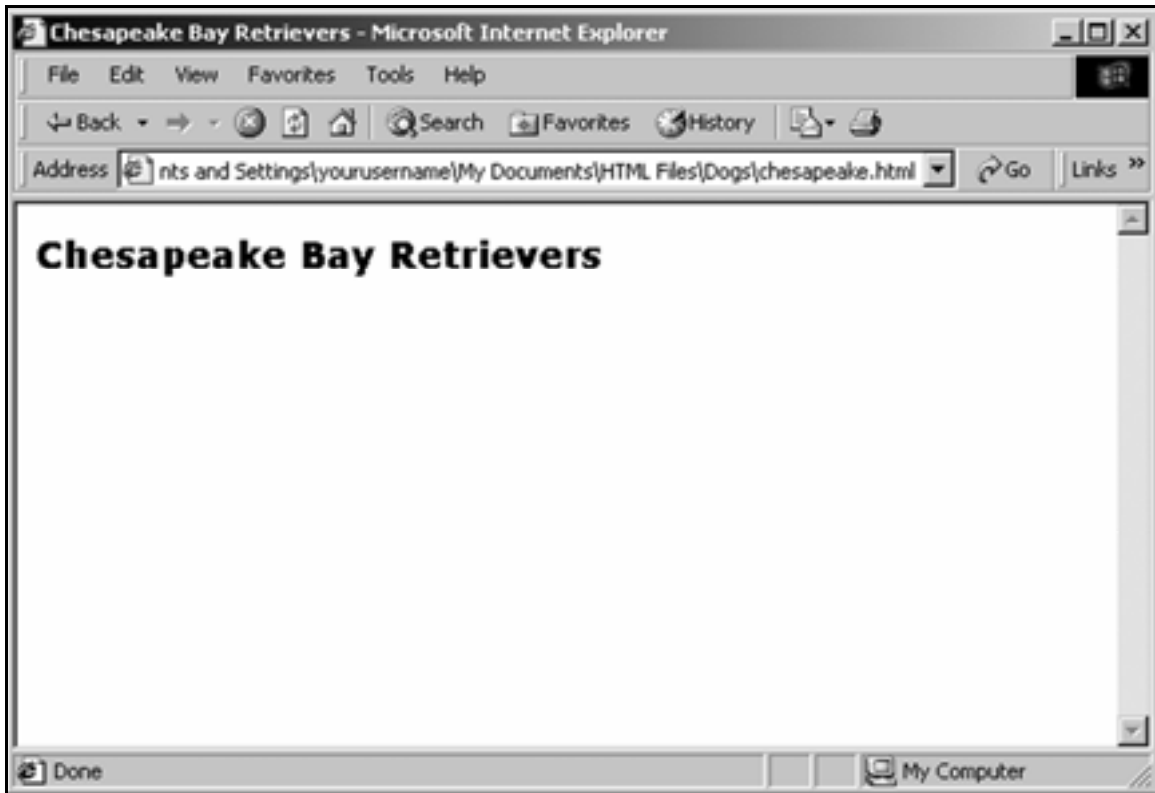 Chesapeake Bay Retrievers - Microsoft Internet Explorer
File Edit View Favorites Tools Help
Back Search Favorites History
Address nts and Settings\yourusername\My Documents\HTML Files\Dogs\chesapeake.html Go Links »
Chesapeake Bay Retrievers
Done My Computer